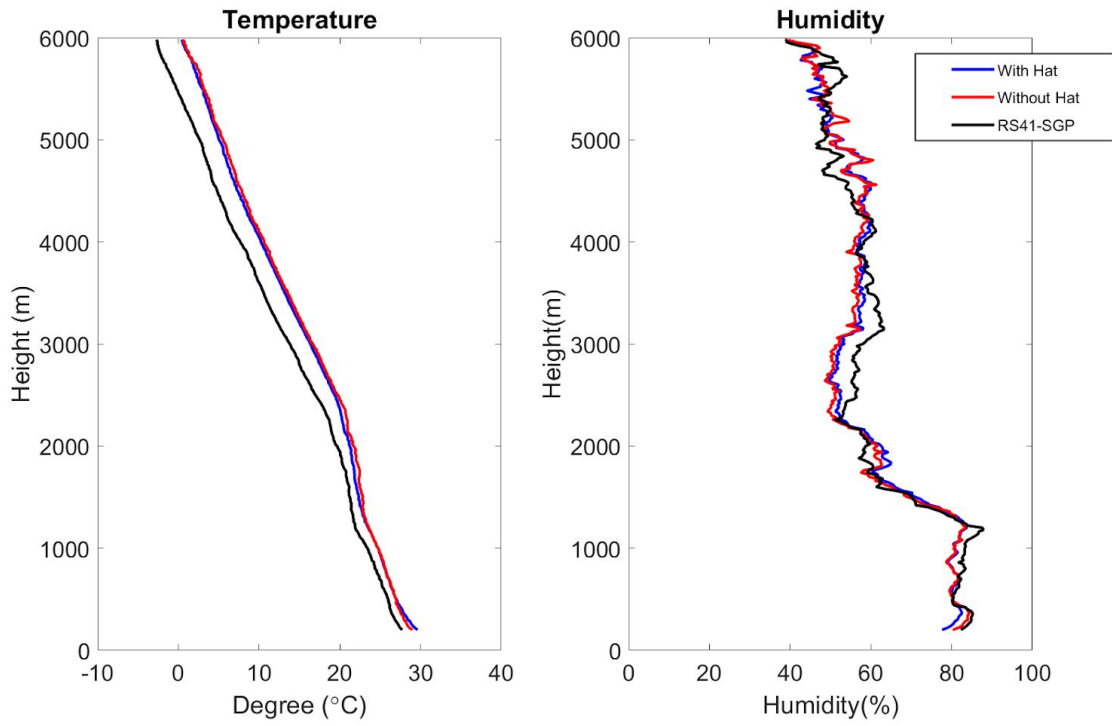 Temperature
6000
5000
4000
3000
2000
1000
0
Height (m)
-10
0
10
20
30
40
Degree (°C)
Humidity
6000
5000
4000
3000
2000
1000
0
Height(m)
0
20
40
60
80
100
Humidity(%)
With Hat
Without Hat
RS41-SGP